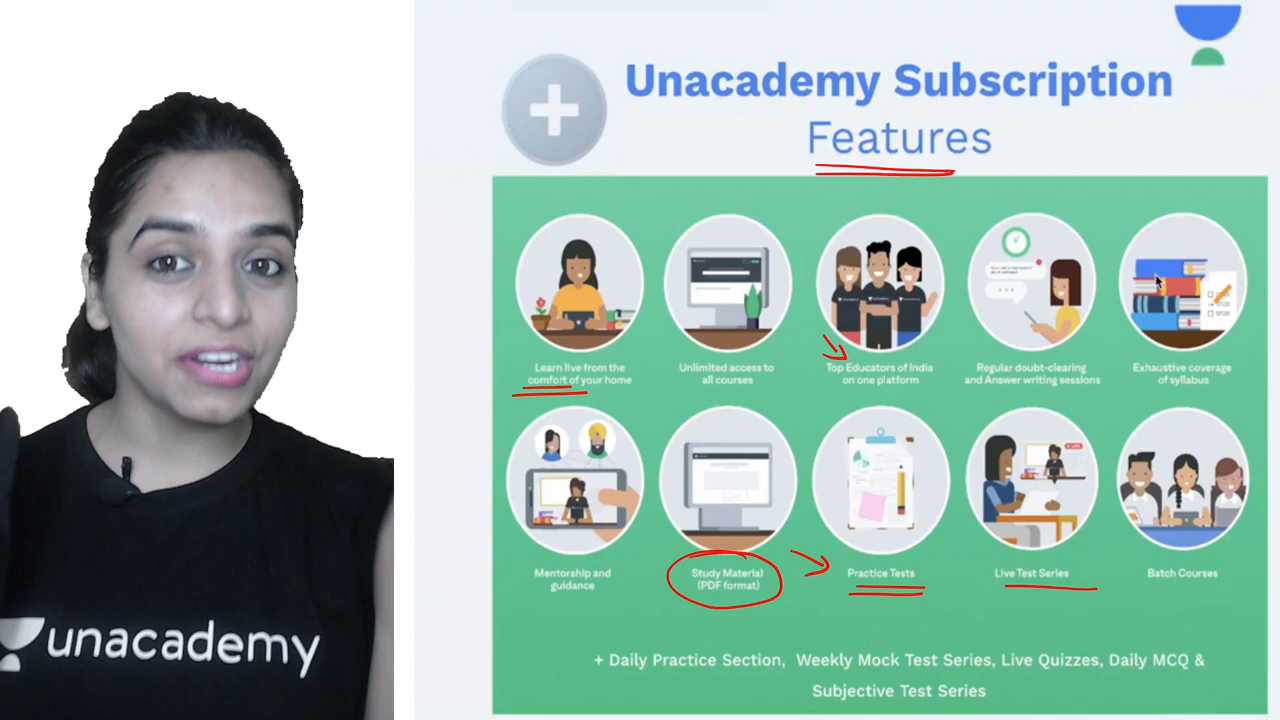 Unacademy Subscription
Features
Learn live from the
comfort of your home
Unlimited access to
all courses
Top Educators of India
on one platform
Regular doubt-clearing
and Answer writing sessions
Exhaustive coverage
of syllabus
LIVE
Mentorship and
guidance
Study Material
(PDF format)
Practice Tests
Live Test Series
Batch Courses
+ Daily Practice Section, Weekly Mock Test Series, Live Quizzes, Daily MCQ &
Subjective Test Series
unacademy